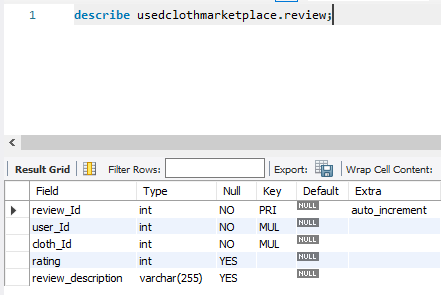 1 describe usedclothmarketplace.review;
Result Grid Filter Rows: Export: Wrap Cell Content:
Field Type Null Key Default Extra
review_Id int NO PRI NULL auto_increment
user_Id int NO MUL NULL
cloth_Id int NO MUL NULL
rating int YES NULL
review_description varchar(255) YES NULL